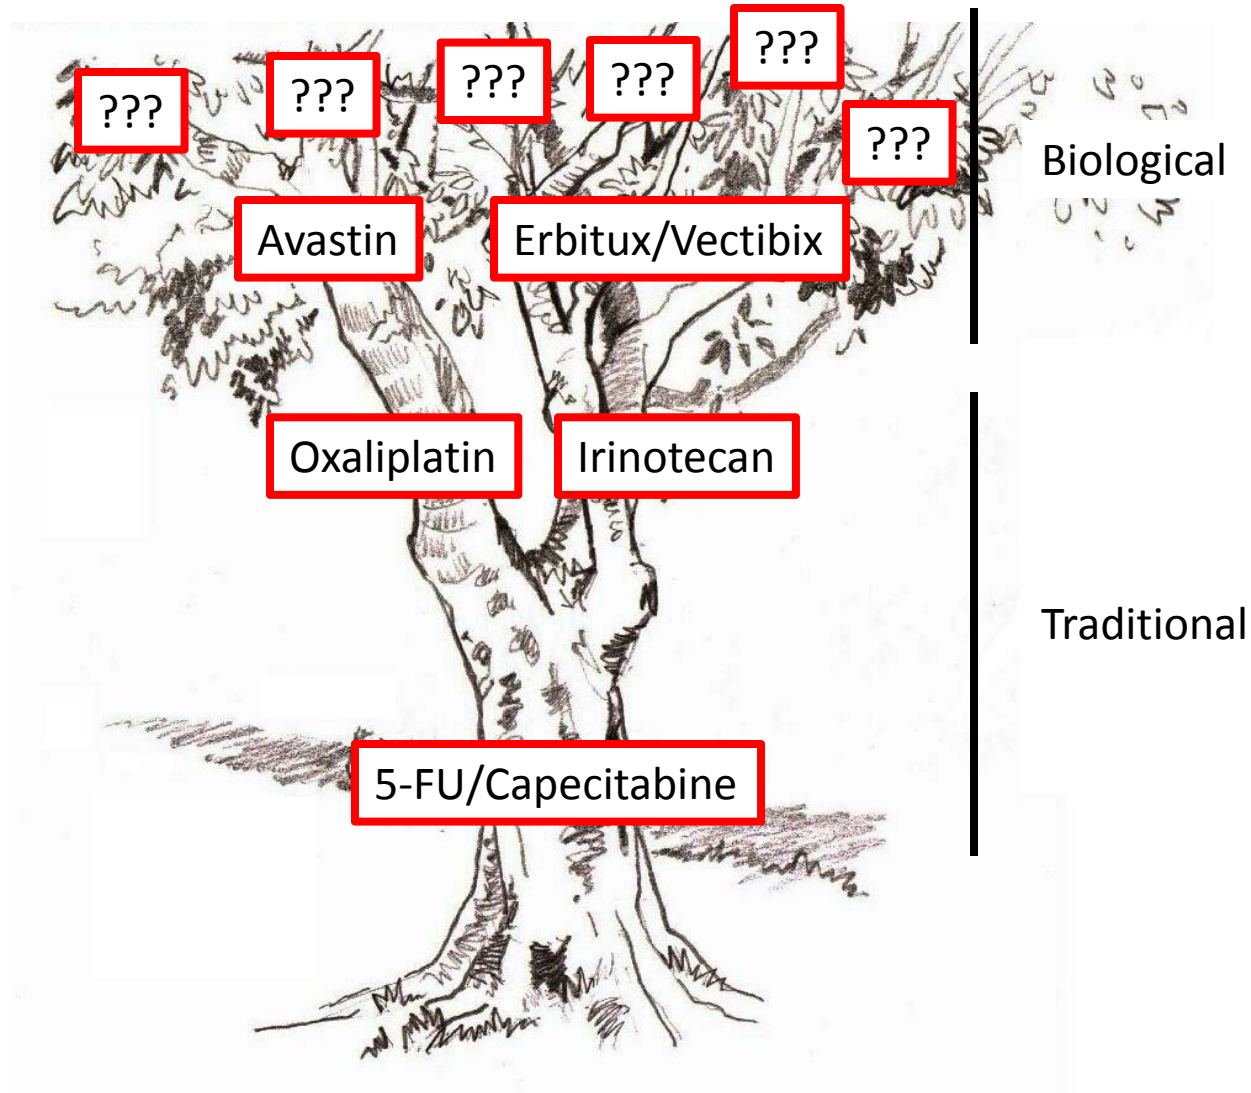 ???
???
???
???
???
???
Biological
Avastin
Erbitux/Vectibix
Oxaliplatin
Irinotecan
Traditional
5-FU/Capecitabine